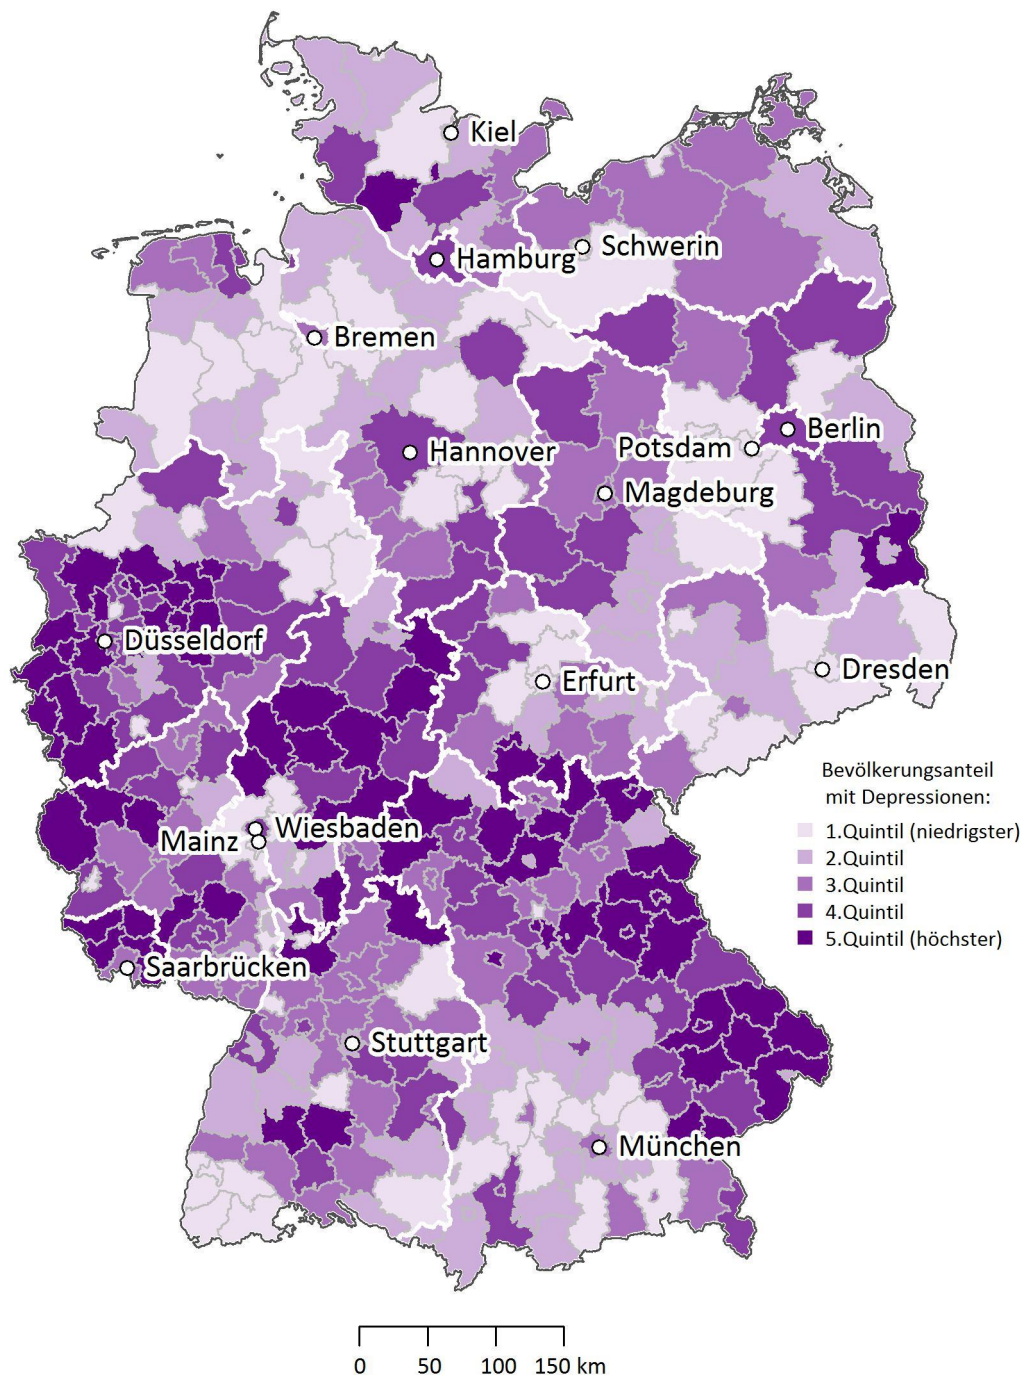 Kiel
Schwerin
Hamburg
Bremen
Berlin
Hannover
Potsdam
Magdeburg
Düsseldorf
Erfurt
Dresden
Bevölkerungsanteil
mit Depressionen:
1.Quintil (niedrigster)
2.Quintil
3.Quintil
4.Quintil
5.Quintil (höchster)
Wiesbaden
Mainz
Saarbrücken
Stuttgart
München
0 50 100 150 km